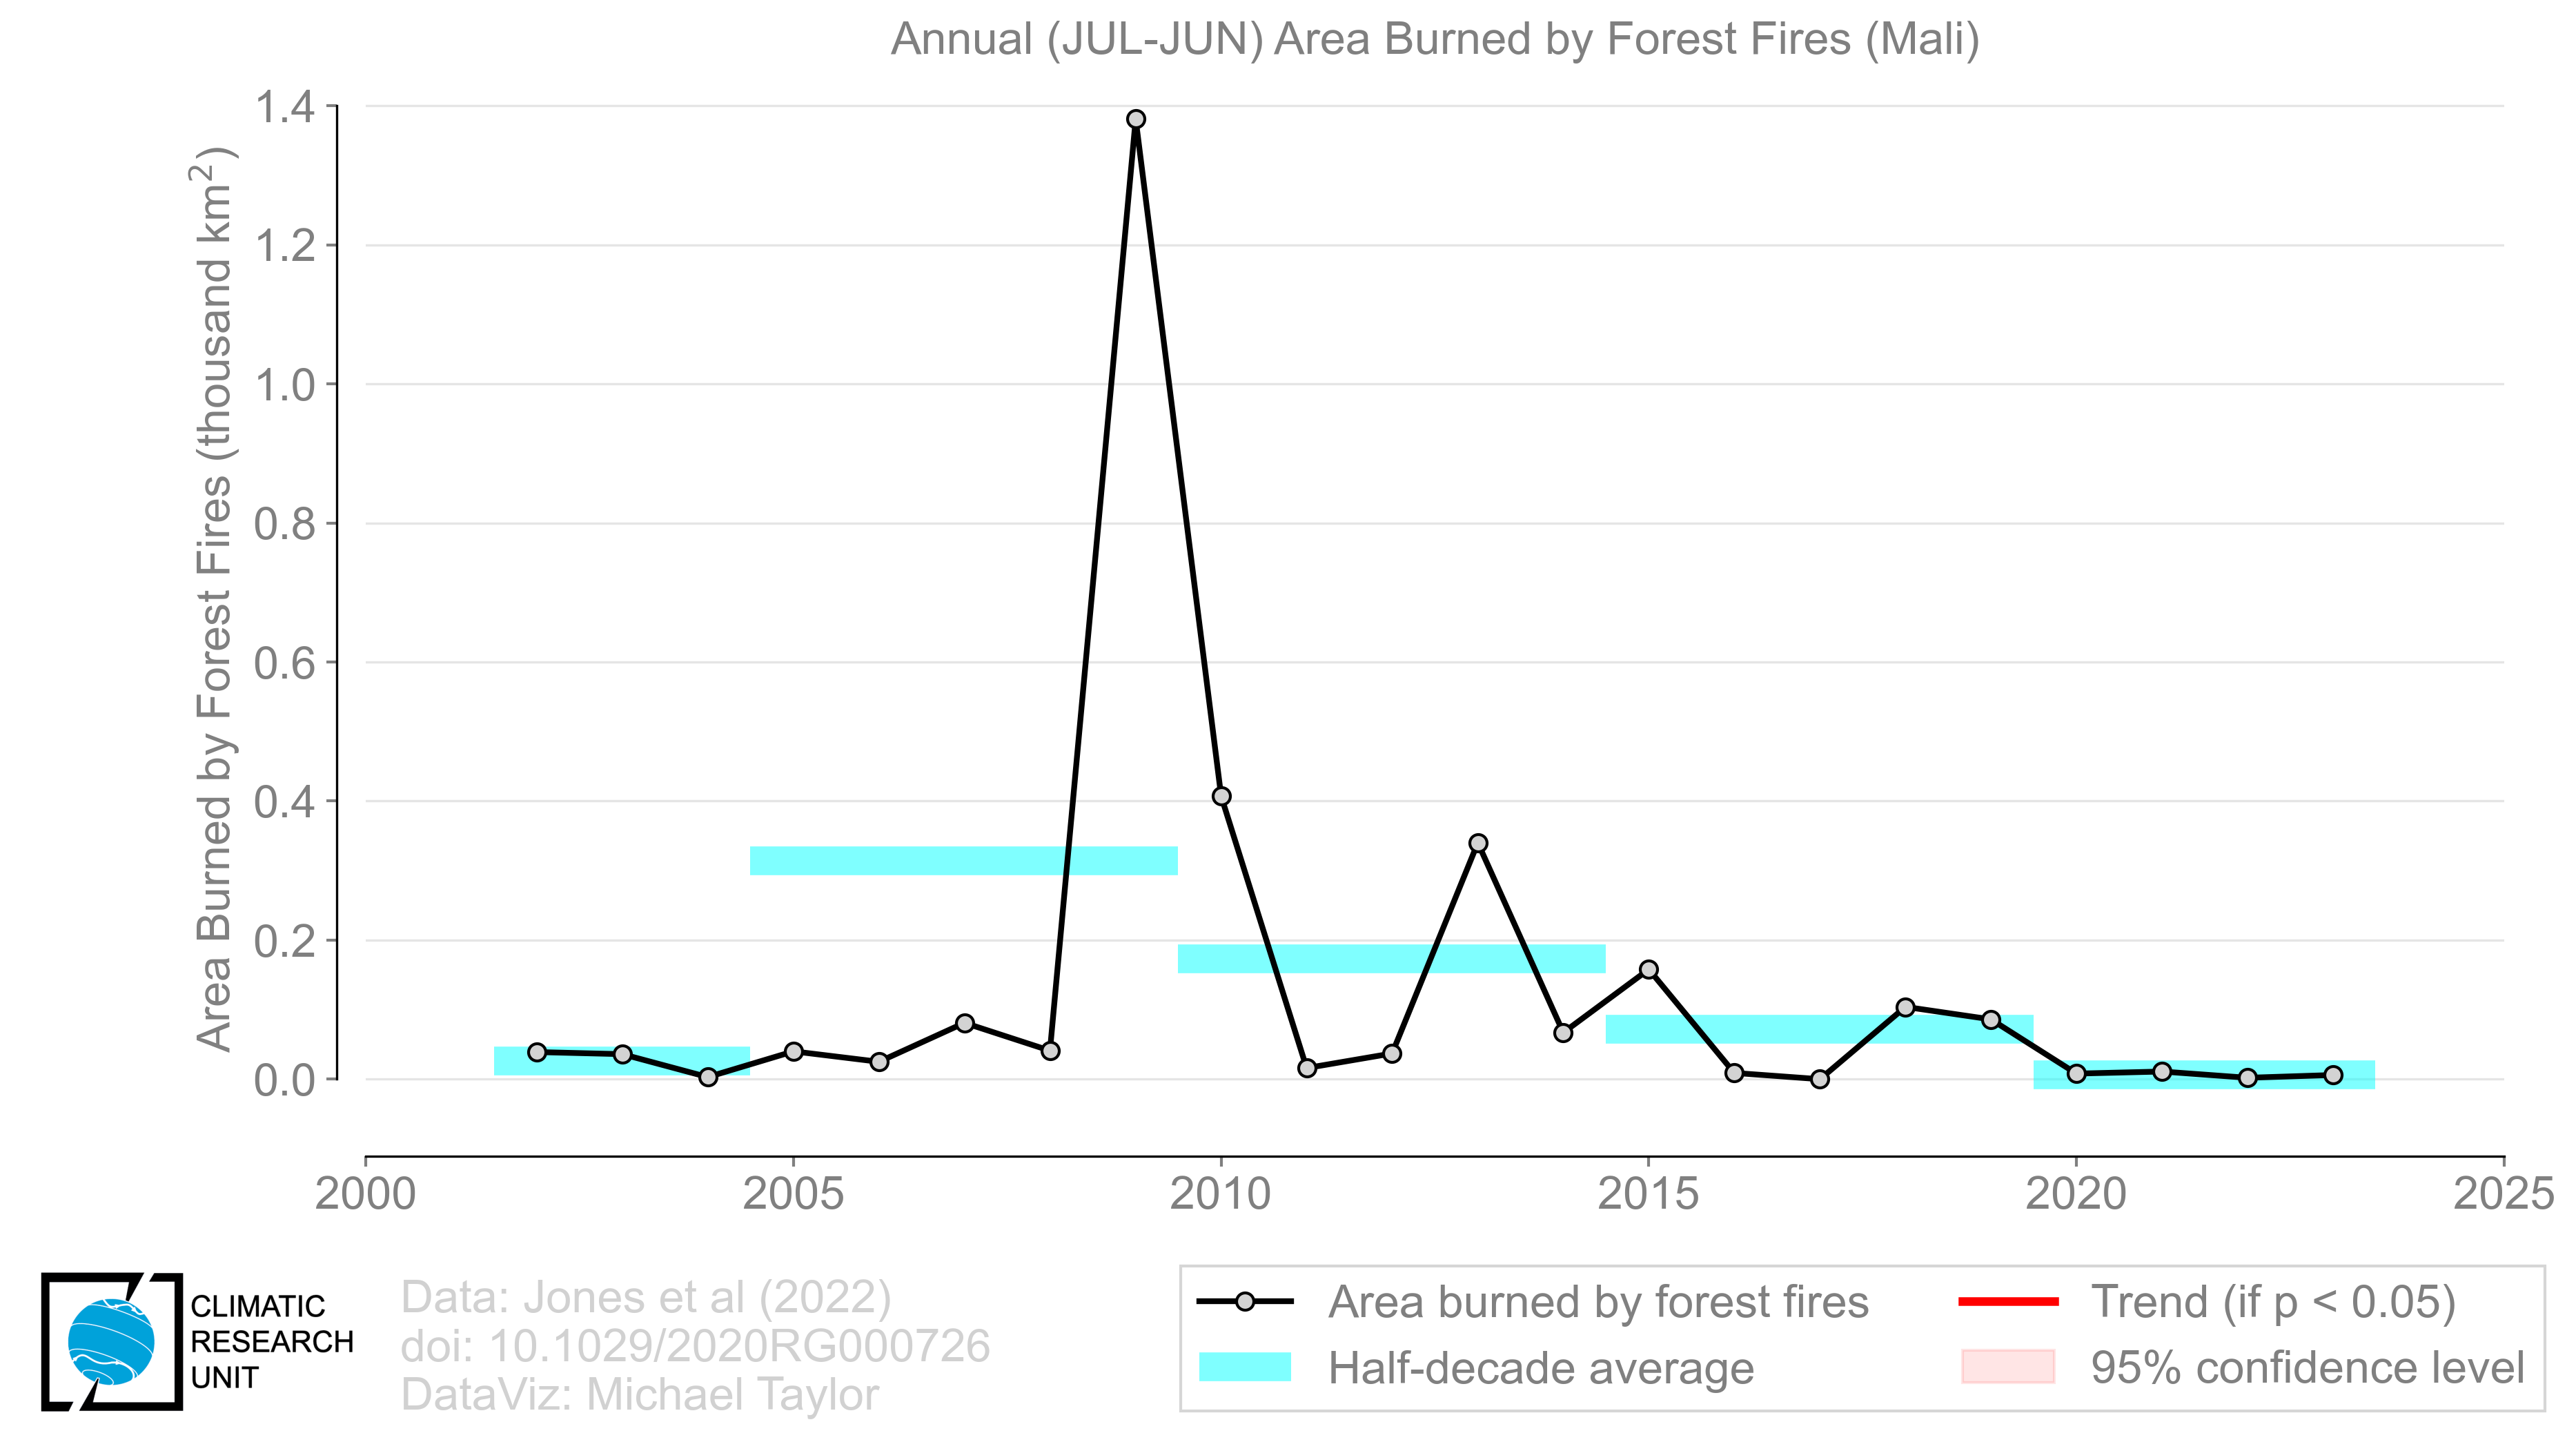 Annual (JUL-JUN) Area Burned by Forest Fires (Mali)
Area Burned by Forest Fires (thousand km²)
1.4
1.2
1.0
0.8
0.6
0.4
0.2
0.0
2000 2005 2010 2015 2020 2025
CLIMATIC
RESEARCH
UNIT
Data: Jones et al (2022)
doi: 10.1029/2020RG000726
DataViz: Michael Taylor
Area burned by forest fires
Half-decade average
Trend (if p < 0.05)
95% confidence level